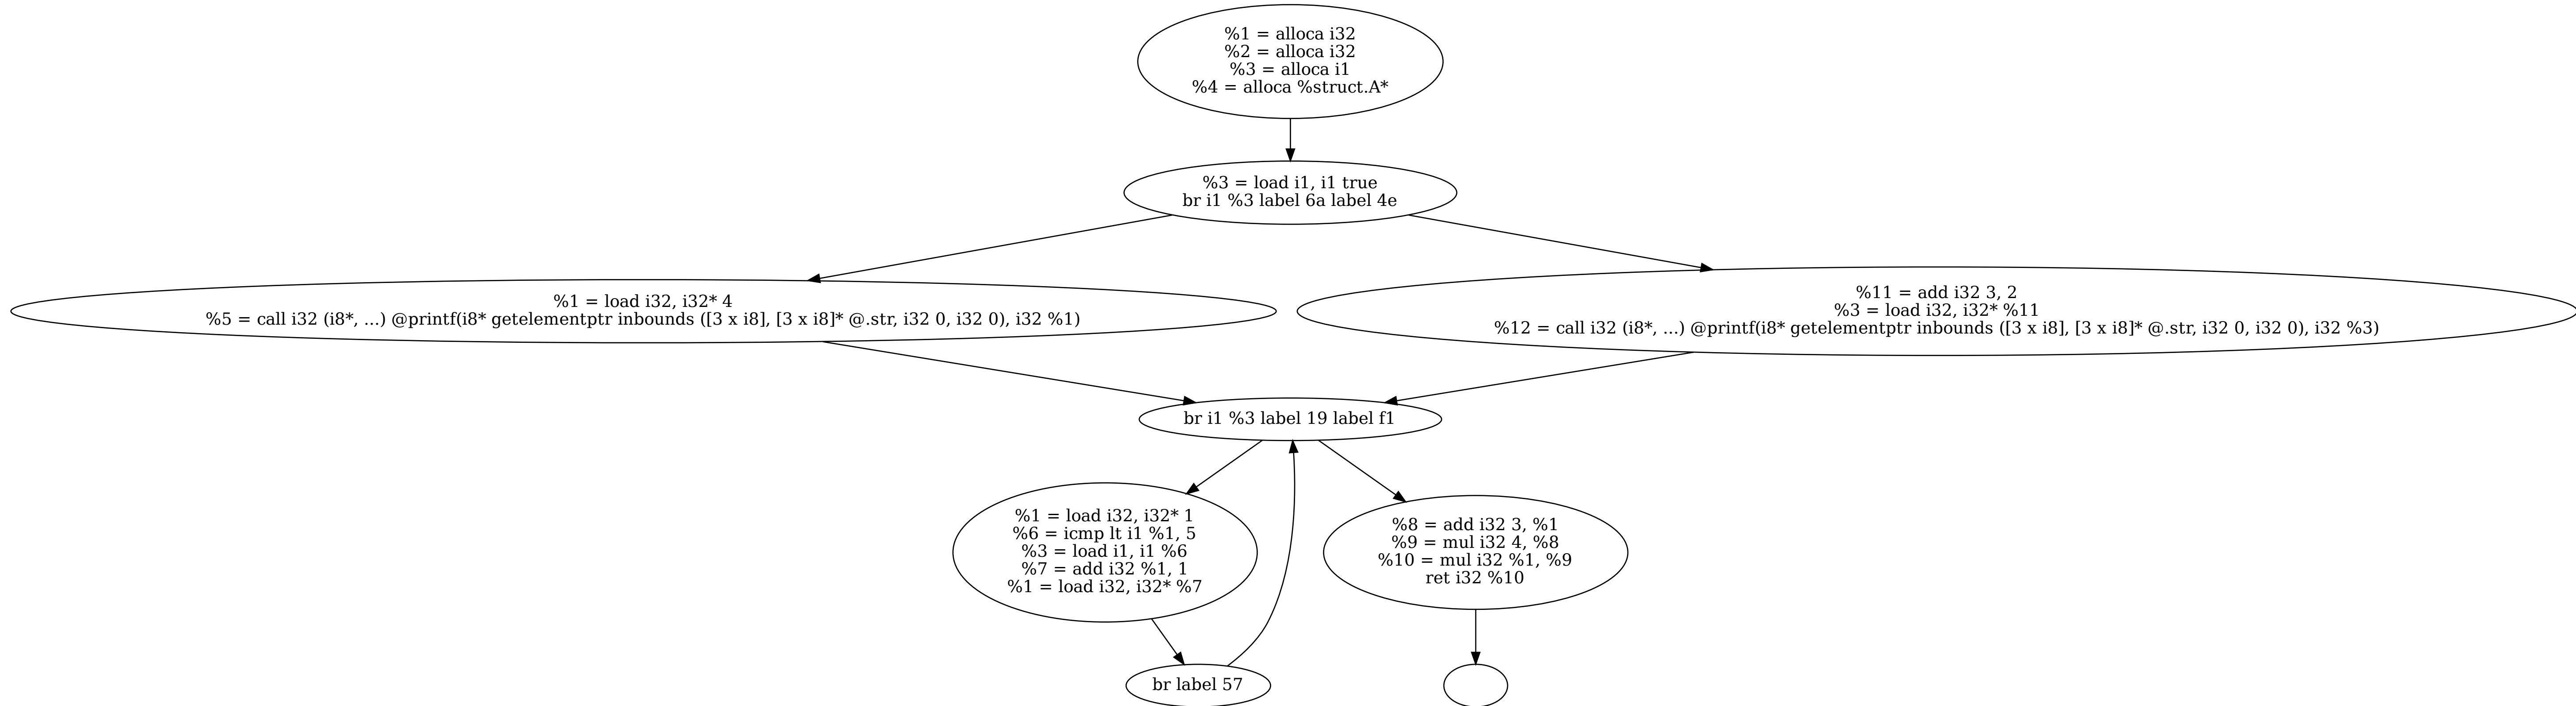 %1 = alloca i32
%2 = alloca i32
%3 = alloca i1
%4 = alloca %struct.A*
%3 = load i1, i1 true
br i1 %3 label 6a label 4e
%1 = load i32, i32* 4
%5 = call i32 (i8*, ...) @printf(i8* getelementptr inbounds ([3 x i8], [3 x i8]* @.str, i32 0, i32 0), i32 %1)
%11 = add i32 3, 2
%3 = load i32, i32* %11
%12 = call i32 (i8*, ...) @printf(i8* getelementptr inbounds ([3 x i8], [3 x i8]* @.str, i32 0, i32 0), i32 %3)
br i1 %3 label 19 label f1
%1 = load i32, i32* 1
%6 = icmp lt i1 %1, 5
%3 = load i1, i1 %6
%7 = add i32 %1, 1
%1 = load i32, i32* %7
%8 = add i32 3, %1
%9 = mul i32 4, %8
%10 = mul i32 %1, %9
ret i32 %10
br label 57